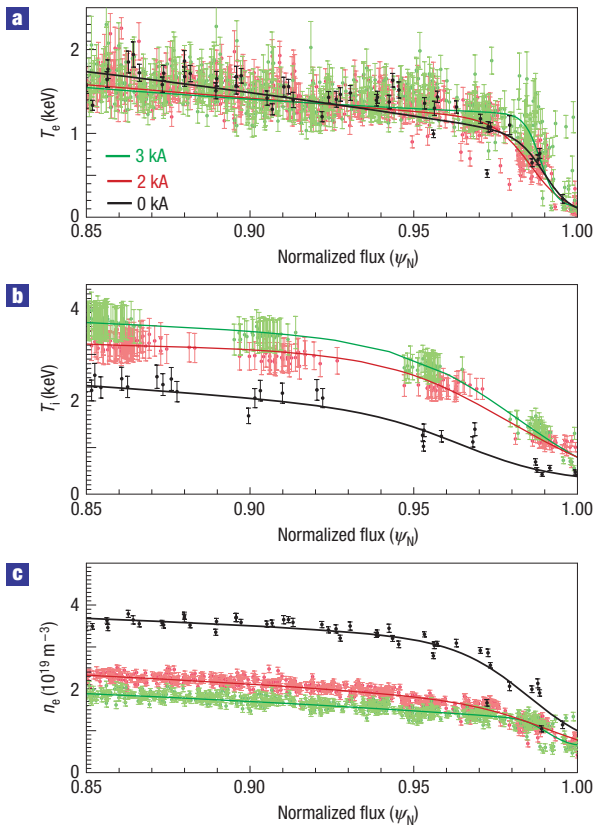 a
2
1
0
T_e (keV)
3 kA
2 kA
0 kA
0.85 0.90 0.95 1.00
Normalized flux (ψ_N)
b
4
2
0
T_i (keV)
0.85 0.90 0.95 1.00
Normalized flux (ψ_N)
c
4
2
0
n_e (10^19 m^−3)
0.85 0.90 0.95 1.00
Normalized flux (ψ_N)